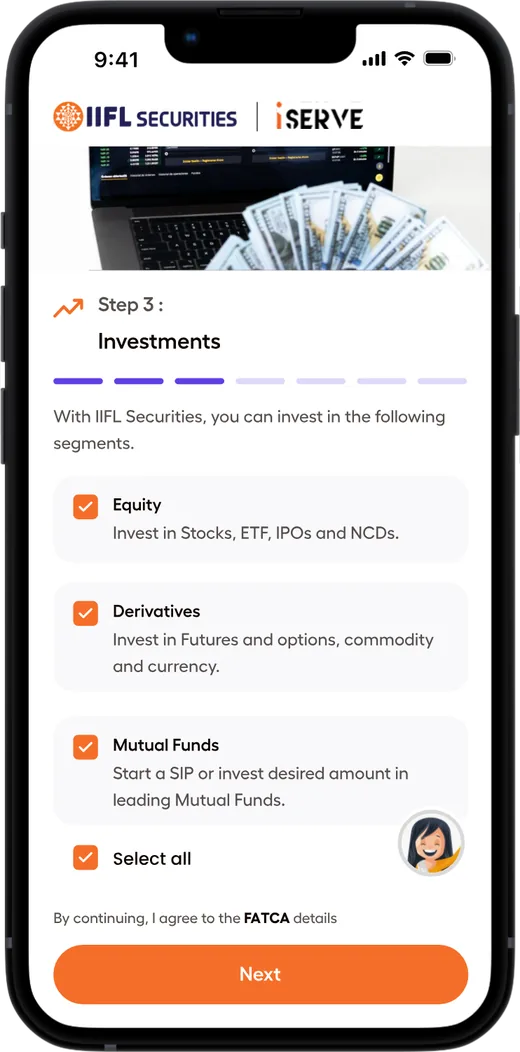 9:41
IIFL SECURITIES | iSERVE
Step 3 :
Investments
With IIFL Securities, you can invest in the following
segments.
Equity
Invest in Stocks, ETF, IPOs and NCDs.
Derivatives
Invest in Futures and options, commodity
and currency.
Mutual Funds
Start a SIP or invest desired amount in
leading Mutual Funds.
Select all
By continuing, I agree to the FATCA details
Next